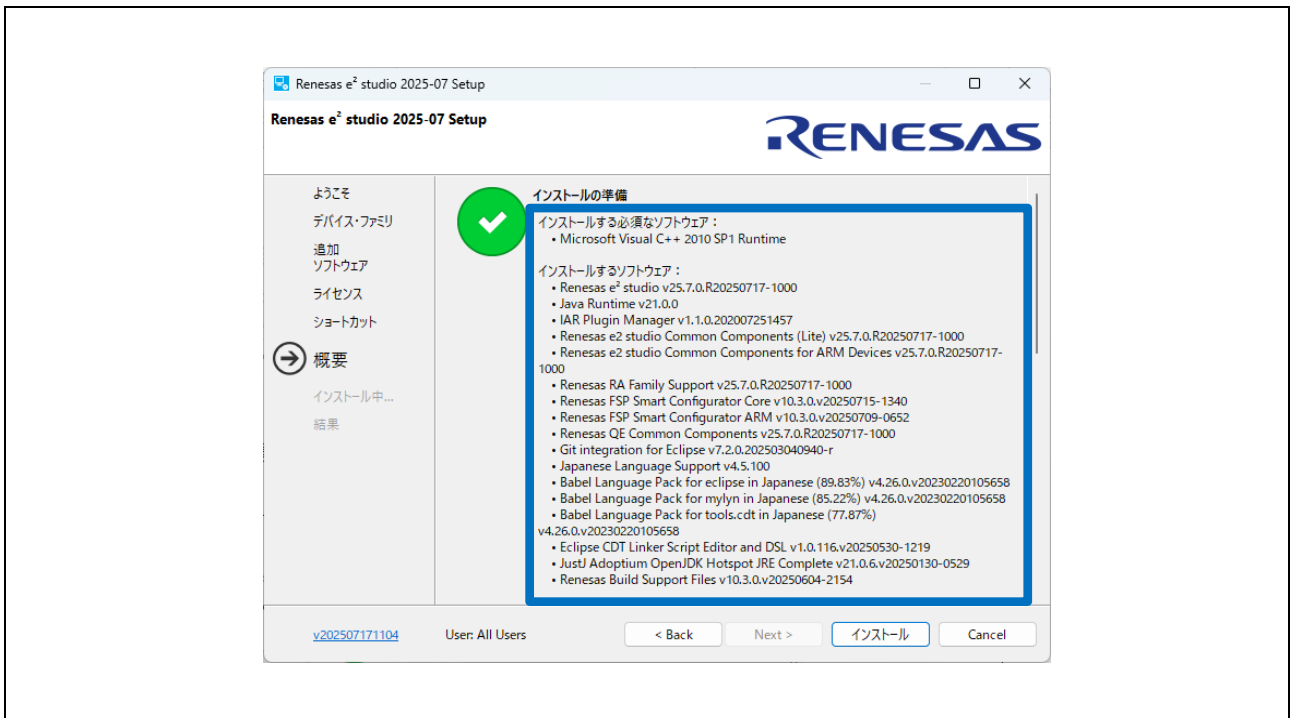 Renesas e² studio 2025-07 Setup
Renesas e² studio 2025-07 Setup
RENESAS
ようこそ
デバイス・ファミリ
追加
ソフトウェア
ライセンス
ショートカット
概要
インストール中...
結果
インストールの準備
インストールする必須なソフトウェア：
• Microsoft Visual C++ 2010 SP1 Runtime
インストールするソフトウェア：
• Renesas e² studio v25.7.0.R20250717-1000
• Java Runtime v21.0.0
• IAR Plugin Manager v1.1.0.202007251457
• Renesas e2 studio Common Components (Lite) v25.7.0.R20250717-1000
• Renesas e2 studio Common Components for ARM Devices v25.7.0.R20250717-
1000
• Renesas RA Family Support v25.7.0.R20250717-1000
• Renesas FSP Smart Configurator Core v10.3.0.v20250715-1340
• Renesas FSP Smart Configurator ARM v10.3.0.v20250709-0652
• Renesas QE Common Components v25.7.0.R20250717-1000
• Git integration for Eclipse v7.2.0.202503040940-r
• Japanese Language Support v4.5.100
• Babel Language Pack for eclipse in Japanese (89.83%) v4.26.0.v20230220105658
• Babel Language Pack for mylyn in Japanese (85.22%) v4.26.0.v20230220105658
• Babel Language Pack for tools.cdt in Japanese (77.87%)
v4.26.0.v20230220105658
• Eclipse CDT Linker Script Editor and DSL v1.0.116.v20250530-1219
• JustJ Adoptium OpenJDK Hotspot JRE Complete v21.0.6.v20250130-0529
• Renesas Build Support Files v10.3.0.v20250604-2154
v202507171104
User: All Users
< Back
Next >
インストール
Cancel